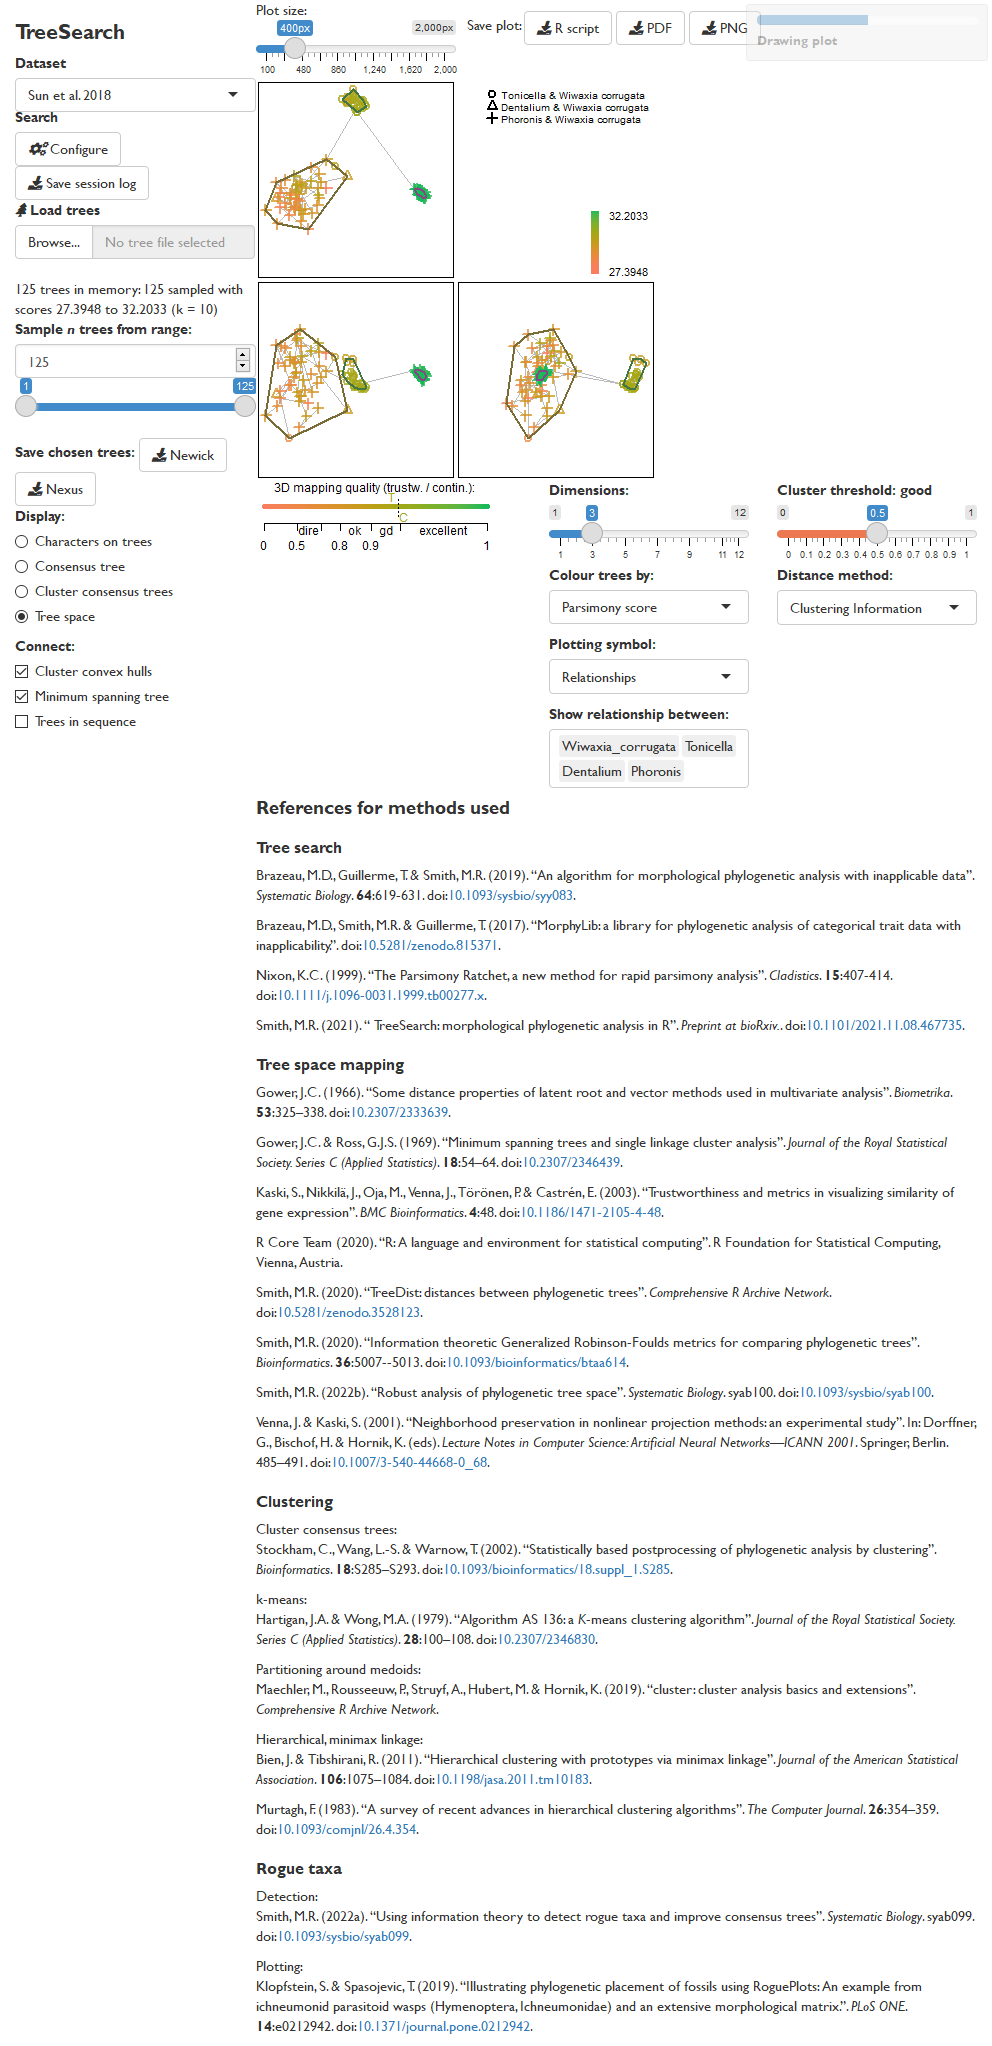 TreeSearch
Dataset
Sun et al. 2018
Search
Configure
Save session log
Load trees
Browse... No tree file selected
125 trees in memory: 125 sampled with
scores 27.3948 to 32.2033 (k = 10)
Sample n trees from range:
125
1 125
Save chosen trees: Newick
Nexus
Display:
Characters on trees
Consensus tree
Cluster consensus trees
Tree space
Connect:
Cluster convex hulls
Minimum spanning tree
Trees in sequence
Plot size:
400px 2,000px
100 480 860 1,240 1,620 2,000
Save plot: R script PDF PNG
Drawing plot
Tonicella & Wiwaxia corrugata
Dentalium & Wiwaxia corrugata
Phoronis & Wiwaxia corrugata
32.2033
27.3948
3D mapping quality (trustw. / contin.):
T
C
dire ok gd excellent
0 0.5 0.8 0.9 1
Dimensions:
1 3 12
1 3 5 7 9 11 12
Colour trees by:
Parsimony score
Plotting symbol:
Relationships
Show relationship between:
Wiwaxia_corrugata Tonicella
Dentalium Phoronis
Cluster threshold: good
0 0.5 1
0 0.1 0.2 0.3 0.4 0.5 0.6 0.7 0.8 0.9 1
Distance method:
Clustering Information
References for methods used
Tree search
Brazeau, M.D., Guillerme, T. & Smith, M.R. (2019). “An algorithm for morphological phylogenetic analysis with inapplicable data”.
Systematic Biology. 64:619-631. doi:10.1093/sysbio/syy083.
Brazeau, M.D., Smith, M.R. & Guillerme, T. (2017). “MorphyLib: a library for phylogenetic analysis of categorical trait data with
inapplicability.”. doi:10.5281/zenodo.815371.
Nixon, K.C. (1999). “The Parsimony Ratchet, a new method for rapid parsimony analysis”. Cladistics. 15:407-414.
doi:10.1111/j.1096-0031.1999.tb00277.x.
Smith, M.R. (2021). “ TreeSearch: morphological phylogenetic analysis in R”. Preprint at bioRxiv.. doi:10.1101/2021.11.08.467735.
Tree space mapping
Gower, J.C. (1966). “Some distance properties of latent root and vector methods used in multivariate analysis”. Biometrika.
53:325–338. doi:10.2307/2333639.
Gower, J.C. & Ross, G.J.S. (1969). “Minimum spanning trees and single linkage cluster analysis”. Journal of the Royal Statistical
Society. Series C (Applied Statistics). 18:54–64. doi:10.2307/2346439.
Kaski, S., Nikkilä, J., Oja, M., Venna, J., Törönen, P. & Castrén, E. (2003). “Trustworthiness and metrics in visualizing similarity of
gene expression”. BMC Bioinformatics. 4:48. doi:10.1186/1471-2105-4-48.
R Core Team (2020). “R: A language and environment for statistical computing”. R Foundation for Statistical Computing,
Vienna, Austria.
Smith, M.R. (2020). “TreeDist: distances between phylogenetic trees”. Comprehensive R Archive Network.
doi:10.5281/zenodo.3528123.
Smith, M.R. (2020). “Information theoretic Generalized Robinson-Foulds metrics for comparing phylogenetic trees”.
Bioinformatics. 36:5007--5013. doi:10.1093/bioinformatics/btaa614.
Smith, M.R. (2022b). “Robust analysis of phylogenetic tree space”. Systematic Biology. syab100. doi:10.1093/sysbio/syab100.
Venna, J. & Kaski, S. (2001). “Neighborhood preservation in nonlinear projection methods: an experimental study”. In: Dorffner,
G., Bischof, H. & Hornik, K. (eds). Lecture Notes in Computer Science: Artificial Neural Networks—ICANN 2001. Springer, Berlin.
485–491. doi:10.1007/3-540-44668-0_68.
Clustering
Cluster consensus trees:
Stockham, C., Wang, L.-S. & Warnow, T. (2002). “Statistically based postprocessing of phylogenetic analysis by clustering”.
Bioinformatics. 18:S285–S293. doi:10.1093/bioinformatics/18.suppl_1.S285.
k-means:
Hartigan, J.A. & Wong, M.A. (1979). “Algorithm AS 136: a K-means clustering algorithm”. Journal of the Royal Statistical Society.
Series C (Applied Statistics). 28:100–108. doi:10.2307/2346830.
Partitioning around medoids:
Maechler, M., Rousseeuw, P., Struyf, A., Hubert, M. & Hornik, K. (2019). “cluster: cluster analysis basics and extensions”.
Comprehensive R Archive Network.
Hierarchical, minimax linkage:
Bien, J. & Tibshirani, R. (2011). “Hierarchical clustering with prototypes via minimax linkage”. Journal of the American Statistical
Association. 106:1075–1084. doi:10.1198/jasa.2011.tm10183.
Murtagh, F. (1983). “A survey of recent advances in hierarchical clustering algorithms”. The Computer Journal. 26:354–359.
doi:10.1093/comjnl/26.4.354.
Rogue taxa
Detection:
Smith, M.R. (2022a). “Using information theory to detect rogue taxa and improve consensus trees”. Systematic Biology. syab099.
doi:10.1093/sysbio/syab099.
Plotting:
Klopfstein, S. & Spasojevic, T. (2019). “Illustrating phylogenetic placement of fossils using RoguePlots: An example from
ichneumonid parasitoid wasps (Hymenoptera, Ichneumonidae) and an extensive morphological matrix.”. PLoS ONE.
14:e0212942. doi:10.1371/journal.pone.0212942.